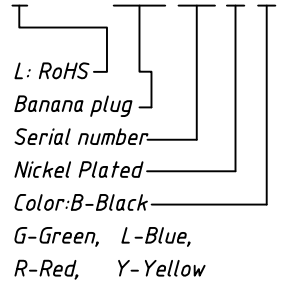 L: RoHS
Banana plug
Serial number
Nickel Plated
Color:B-Black
G-Green, L-Blue,
R-Red, Y-Yellow